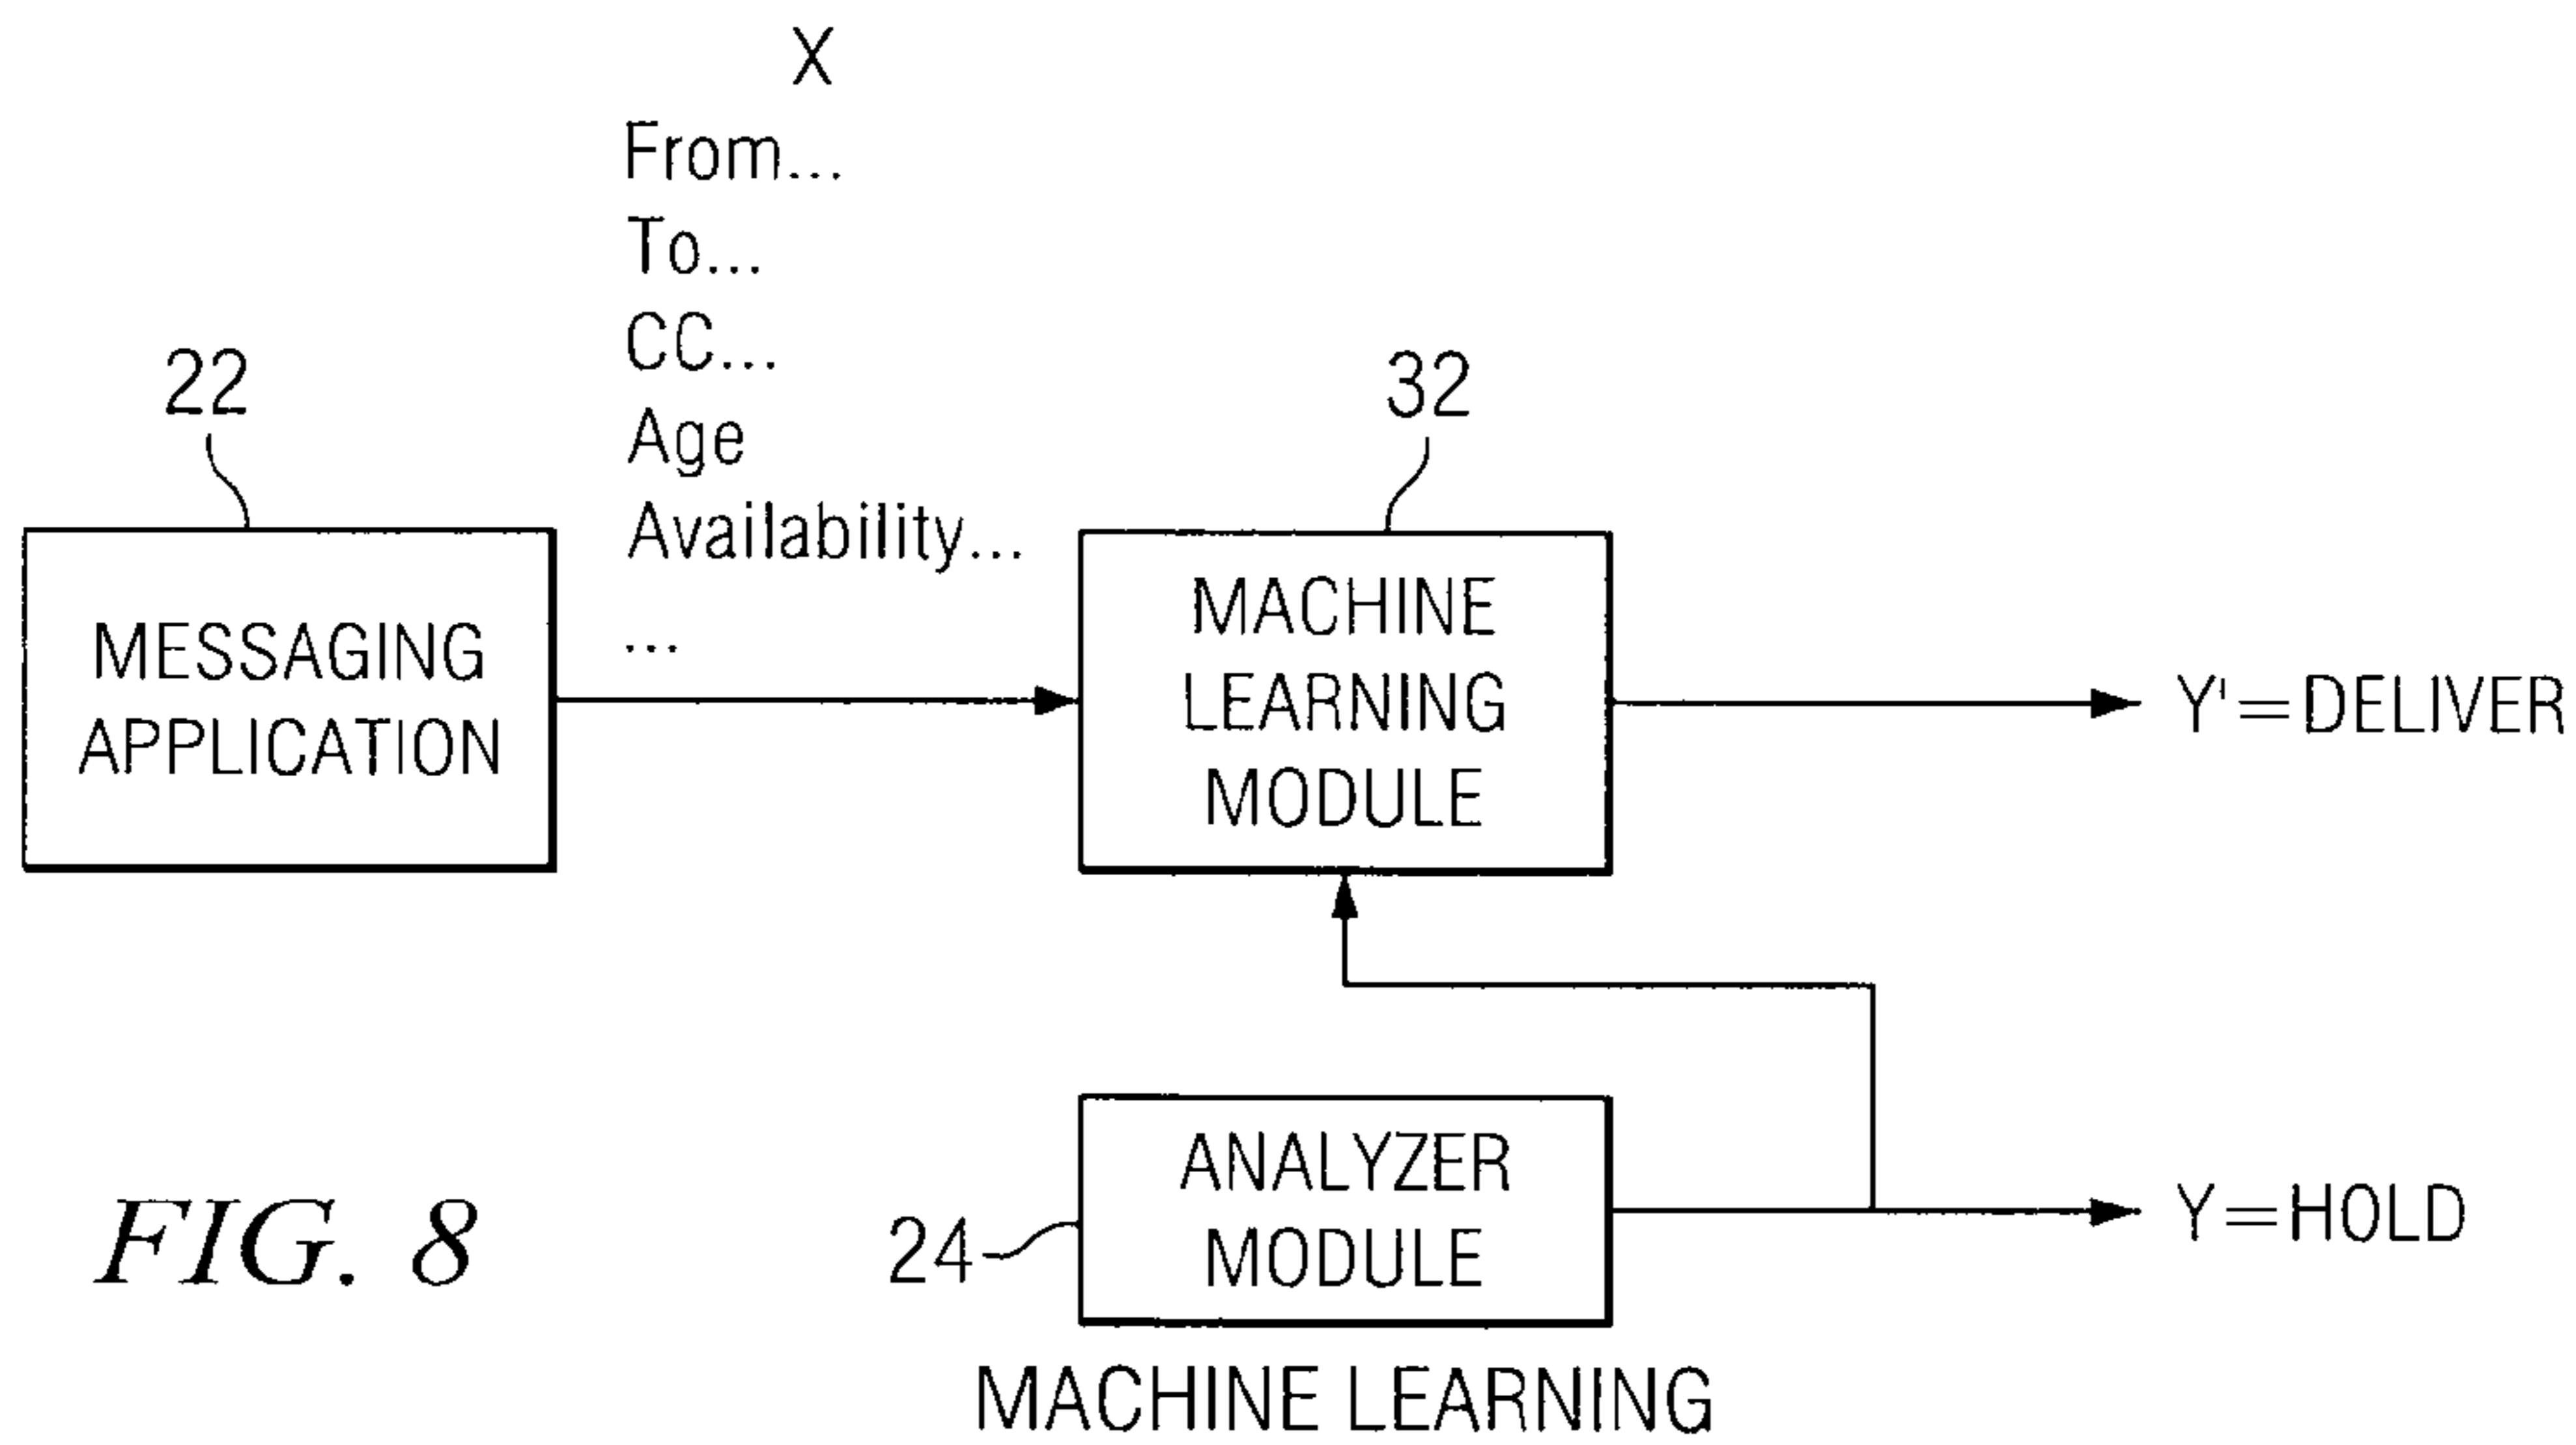 X
From...
To...
CC...
Age
Availability...
...
22
MESSAGING
APPLICATION
32
MACHINE
LEARNING
MODULE
Y'=DELIVER
24
ANALYZER
MODULE
Y=HOLD
MACHINE LEARNING
FIG. 8